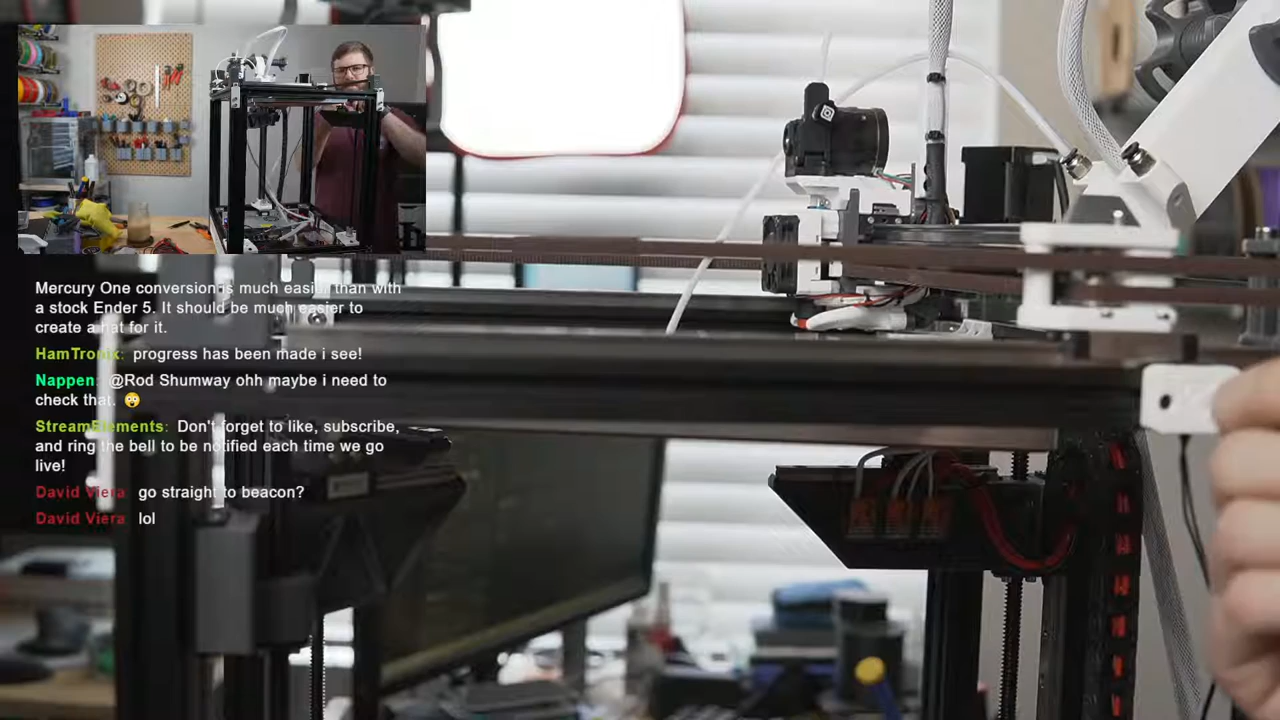 Mercury One conversion is much easier than with
a stock Ender 5. It should be much easier to
create a hat for it.
HamTronix: progress has been made i see!
Nappen: @Rod Shumway ohh maybe i need to
check that. 😲
StreamElements: Don't forget to like, subscribe,
and ring the bell to be notified each time we go
live!
David Viera go straight to beacon?
David Viera lol